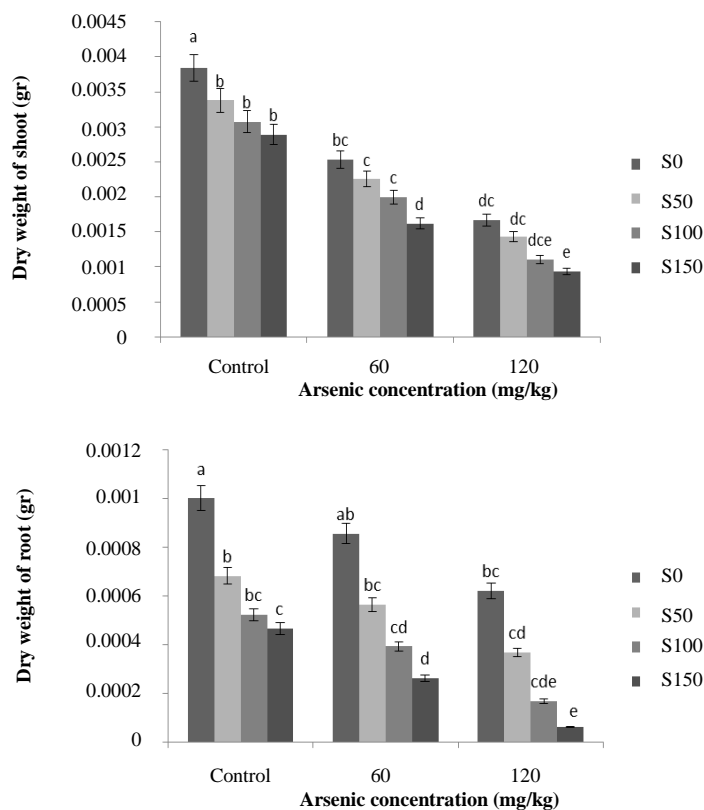 Dry weight of shoot (gr)
0.0045
0.004
0.0035
0.003
0.0025
0.002
0.0015
0.001
0.0005
0
a
b
b
b
bc
c
c
d
dc
dc
dce
e
S0
S50
S100
S150
Control
60
120
Arsenic concentration (mg/kg)
Dry weight of root (gr)
0.0012
0.001
0.0008
0.0006
0.0004
0.0002
0
a
b
bc
c
ab
bc
cd
d
bc
cd
cde
e
S0
S50
S100
S150
Control
60
120
Arsenic concentration (mg/kg)